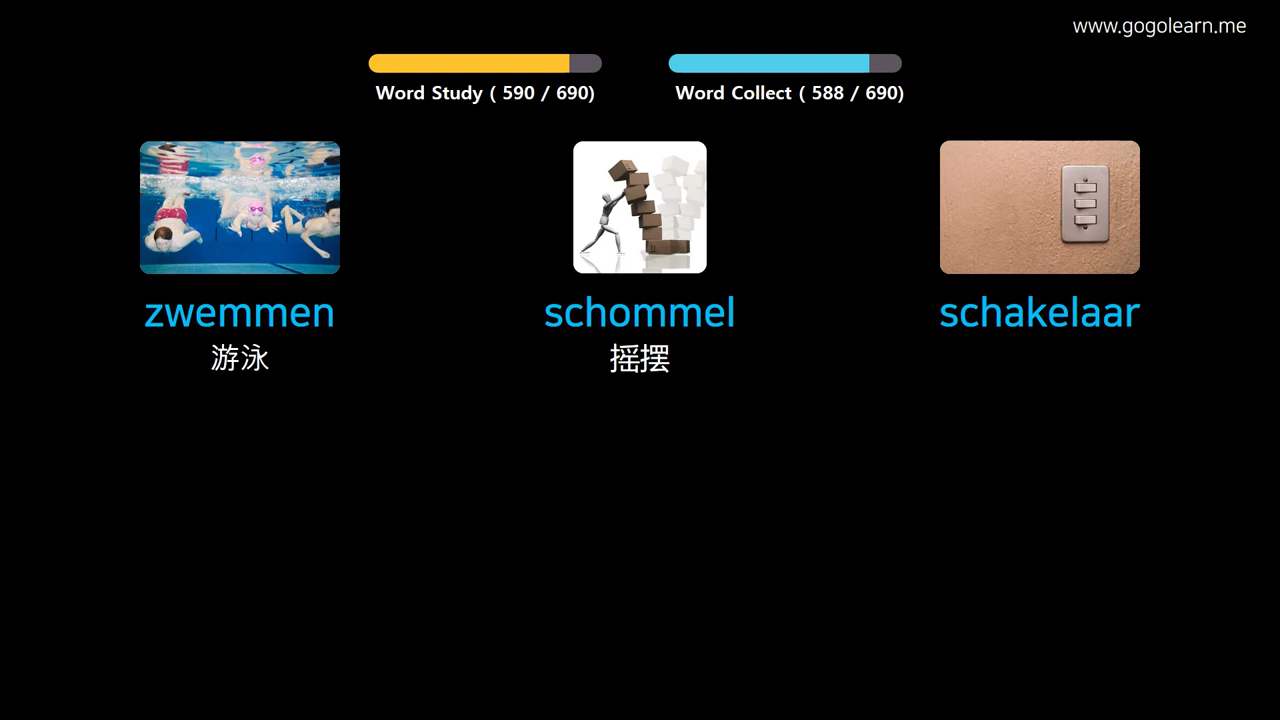 www.gogolearn.me
Word Study ( 590 / 690)
Word Collect ( 588 / 690)
zwemmen
schommel
schakelaar
游泳
摇摆